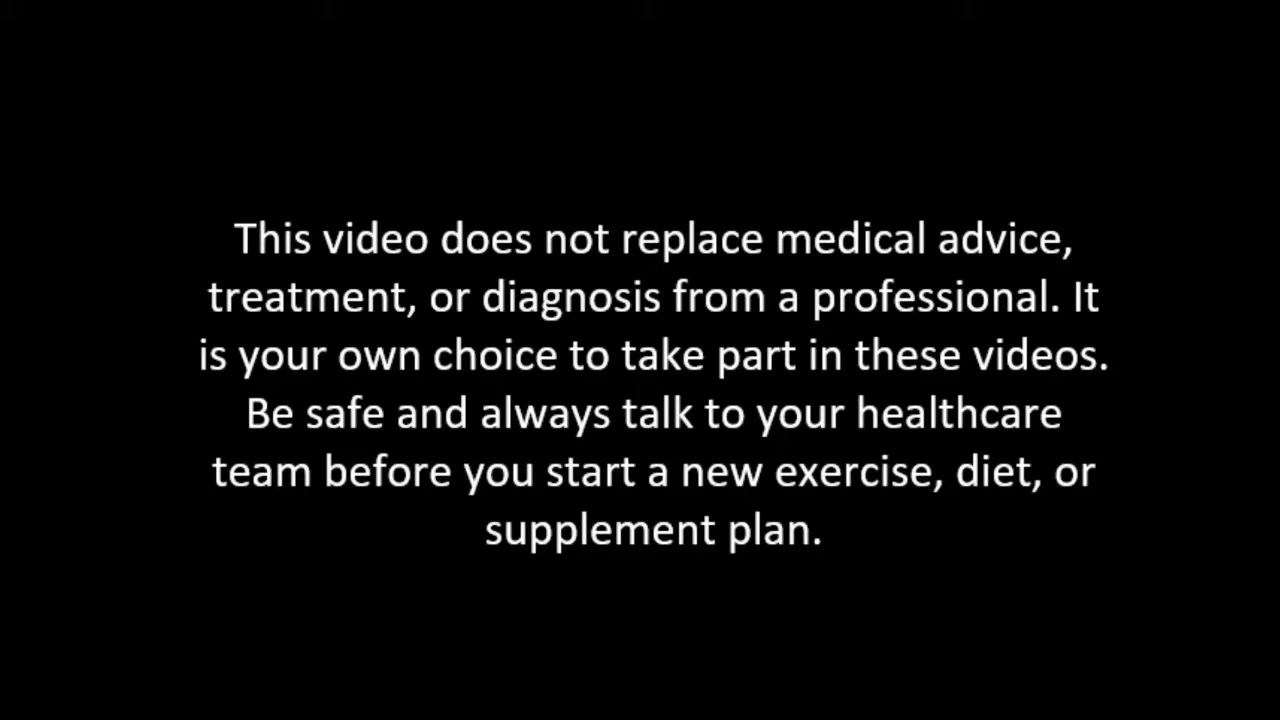 This video does not replace medical advice,
treatment, or diagnosis from a professional. It
is your own choice to take part in these videos.
Be safe and always talk to your healthcare
team before you start a new exercise, diet, or
supplement plan.